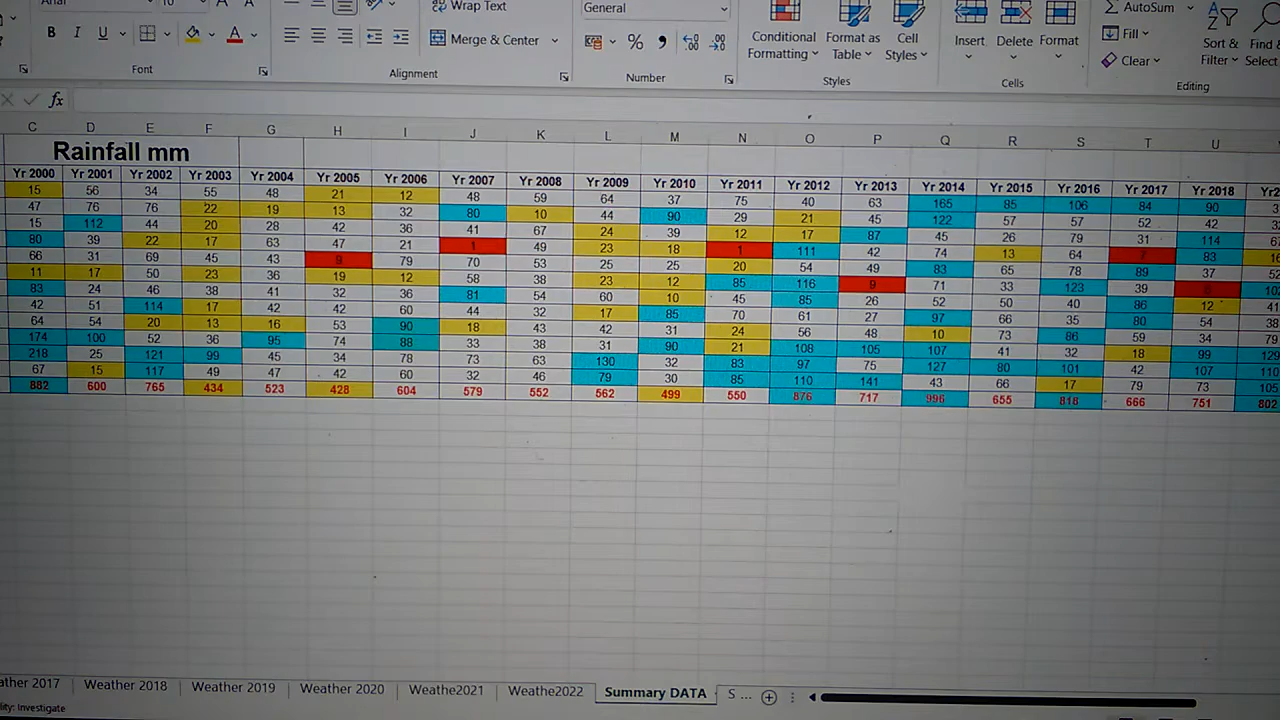 10
Wrap Text
General
AutoSum
B I U
Merge & Center
Conditional Formatting
Format as Table
Cell Styles
Insert Delete Format
Fill
Clear
Sort & Filter
Find & Select
Font Alignment Number Styles Cells Editing
fx
C D E F G H I J K L M N O P Q R S T U
Rainfall mm
Yr 2000 Yr 2001 Yr 2002 Yr 2003 Yr 2004 Yr 2005 Yr 2006 Yr 2007 Yr 2008 Yr 2009 Yr 2010 Yr 2011 Yr 2012 Yr 2013 Yr 2014 Yr 2015 Yr 2016 Yr 2017 Yr 2018 Yr2
15 56 34 55 48 21 12 48 59 64 37 75 40 63 165 85 106 84 90
47 76 76 22 19 13 32 80 10 44 90 29 21 45 122 57 57 52 42
15 112 44 20 28 42 36 41 67 24 39 12 17 87 45 26 79 31 114
80 39 22 17 63 47 21 1 49 23 18 1 111 42 74 13 64 83
66 31 69 45 43 9 79 70 53 25 25 20 54 49 83 65 78 89 37
11 17 50 23 36 19 12 58 38 23 12 85 116 9 71 33 123 39
83 24 46 38 41 32 36 81 54 60 10 45 85 26 52 50 40 86 12
42 51 114 17 42 42 60 44 32 17 85 70 61 27 97 66 35 80 54
64 54 20 13 16 53 90 18 43 42 31 24 56 48 10 73 86 59 34
174 100 52 36 95 74 88 33 38 31 90 21 108 105 107 41 32 18 99
218 25 121 99 45 34 78 73 63 130 32 83 97 75 127 80 101 42 107
67 15 117 49 47 42 60 32 46 79 30 85 110 141 43 66 17 79 73
882 600 765 434 523 428 604 579 552 562 499 550 876 717 996 655 818 666 751 802
ather 2017 Weather 2018 Weather 2019 Weather 2020 Weathe2021 Weathe2022 Summary DATA S ...
lity: Investigate